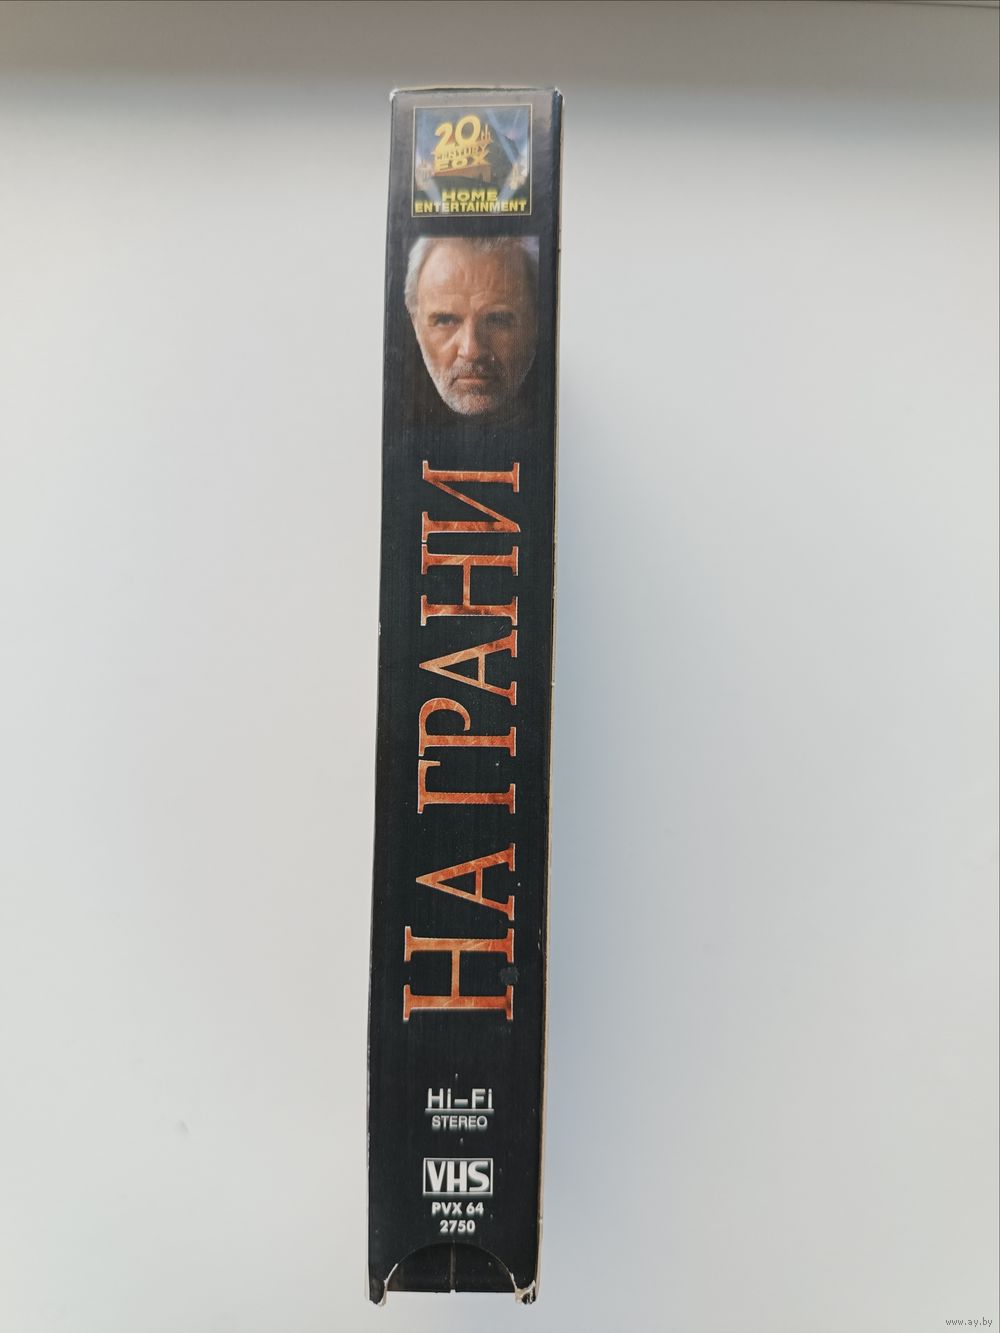 20th
CENTURY
FOX
HOME
ENTERTAINMENT
НА ГРАНИ
Hi-Fi
STEREO
VHS
PVX 64
2750
www.ay.by